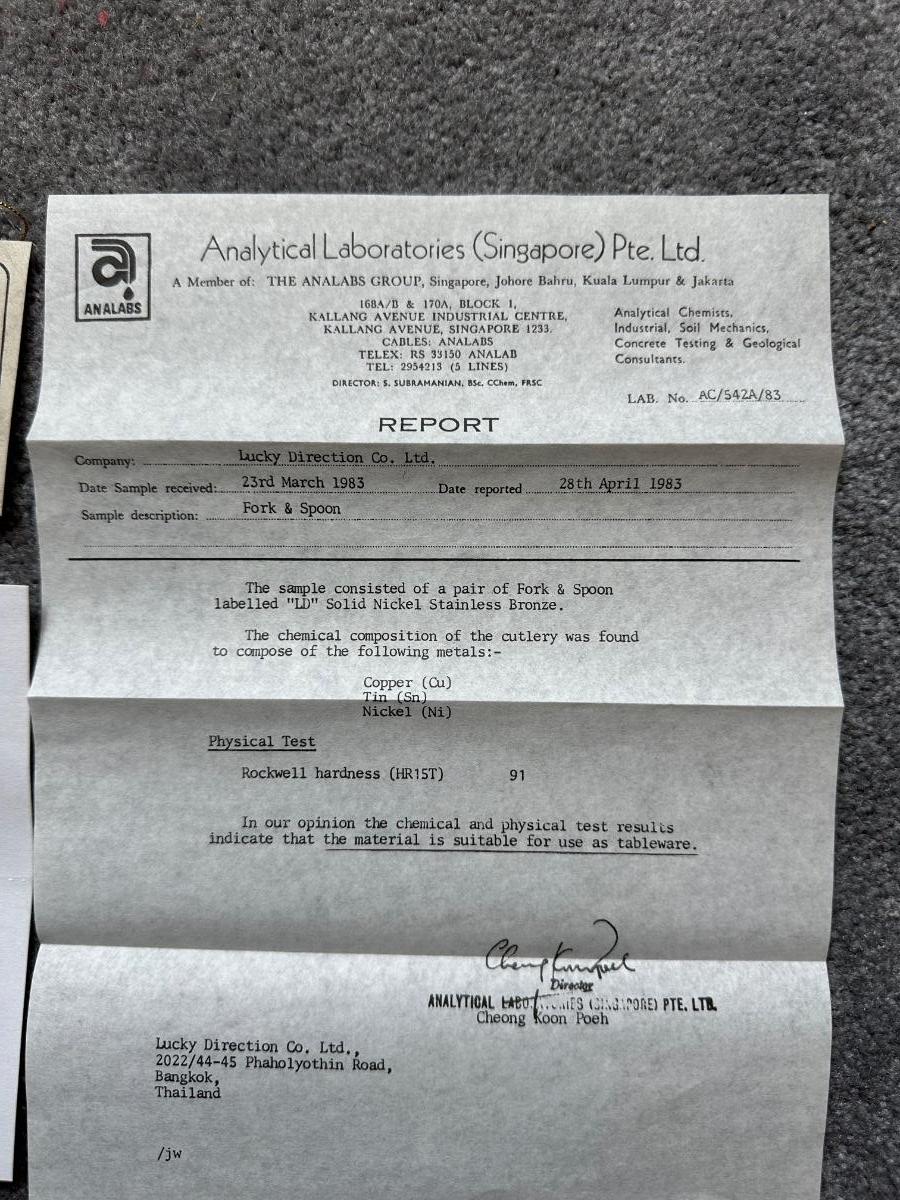 ANALABS
Analytical Laboratories (Singapore) Pte. Ltd.
A Member of: THE ANALABS GROUP, Singapore, Johore Bahru, Kuala Lumpur & Jakarta
168A/B & 170A, BLOCK 1,
KALLANG AVENUE INDUSTRIAL CENTRE,
KALLANG AVENUE, SINGAPORE 1233.
CABLES: ANALABS
TELEX: RS 33150 ANALAB
TEL: 2954213 (5 LINES)
DIRECTOR: S. SUBRAMANIAN, BSc, CChem, FRSC
Analytical Chemists,
Industrial, Soil Mechanics,
Concrete Testing & Geological
Consultants.
LAB. No. AC/542A/83
REPORT
Company: Lucky Direction Co. Ltd.
Date Sample received: 23rd March 1983 Date reported 28th April 1983
Sample description: Fork & Spoon
The sample consisted of a pair of Fork & Spoon
labelled "LD" Solid Nickel Stainless Bronze.
The chemical composition of the cutlery was found
to compose of the following metals:-
Copper (Cu)
Tin (Sn)
Nickel (Ni)
Physical Test
Rockwell hardness (HR15T) 91
In our opinion the chemical and physical test results
indicate that the material is suitable for use as tableware.
Cheong Koon Poeh
Director
ANALYTICAL LABORATORIES (SINGAPORE) PTE. LTD.
Cheong Koon Poeh
Lucky Direction Co. Ltd.,
2022/44-45 Phaholyothin Road,
Bangkok,
Thailand
/jw